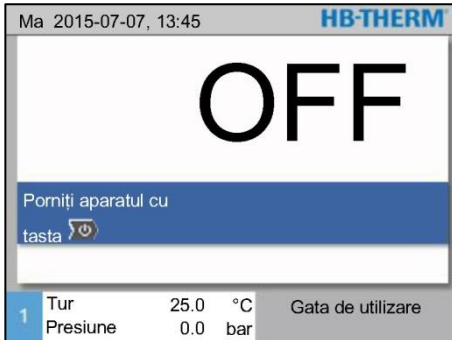 Ma 2015-07-07, 13:45
HB-THERM
OFF
Porniți aparatul cu
tasta
1
Tur 25.0 °C
Presiune 0.0 bar
Gata de utilizare